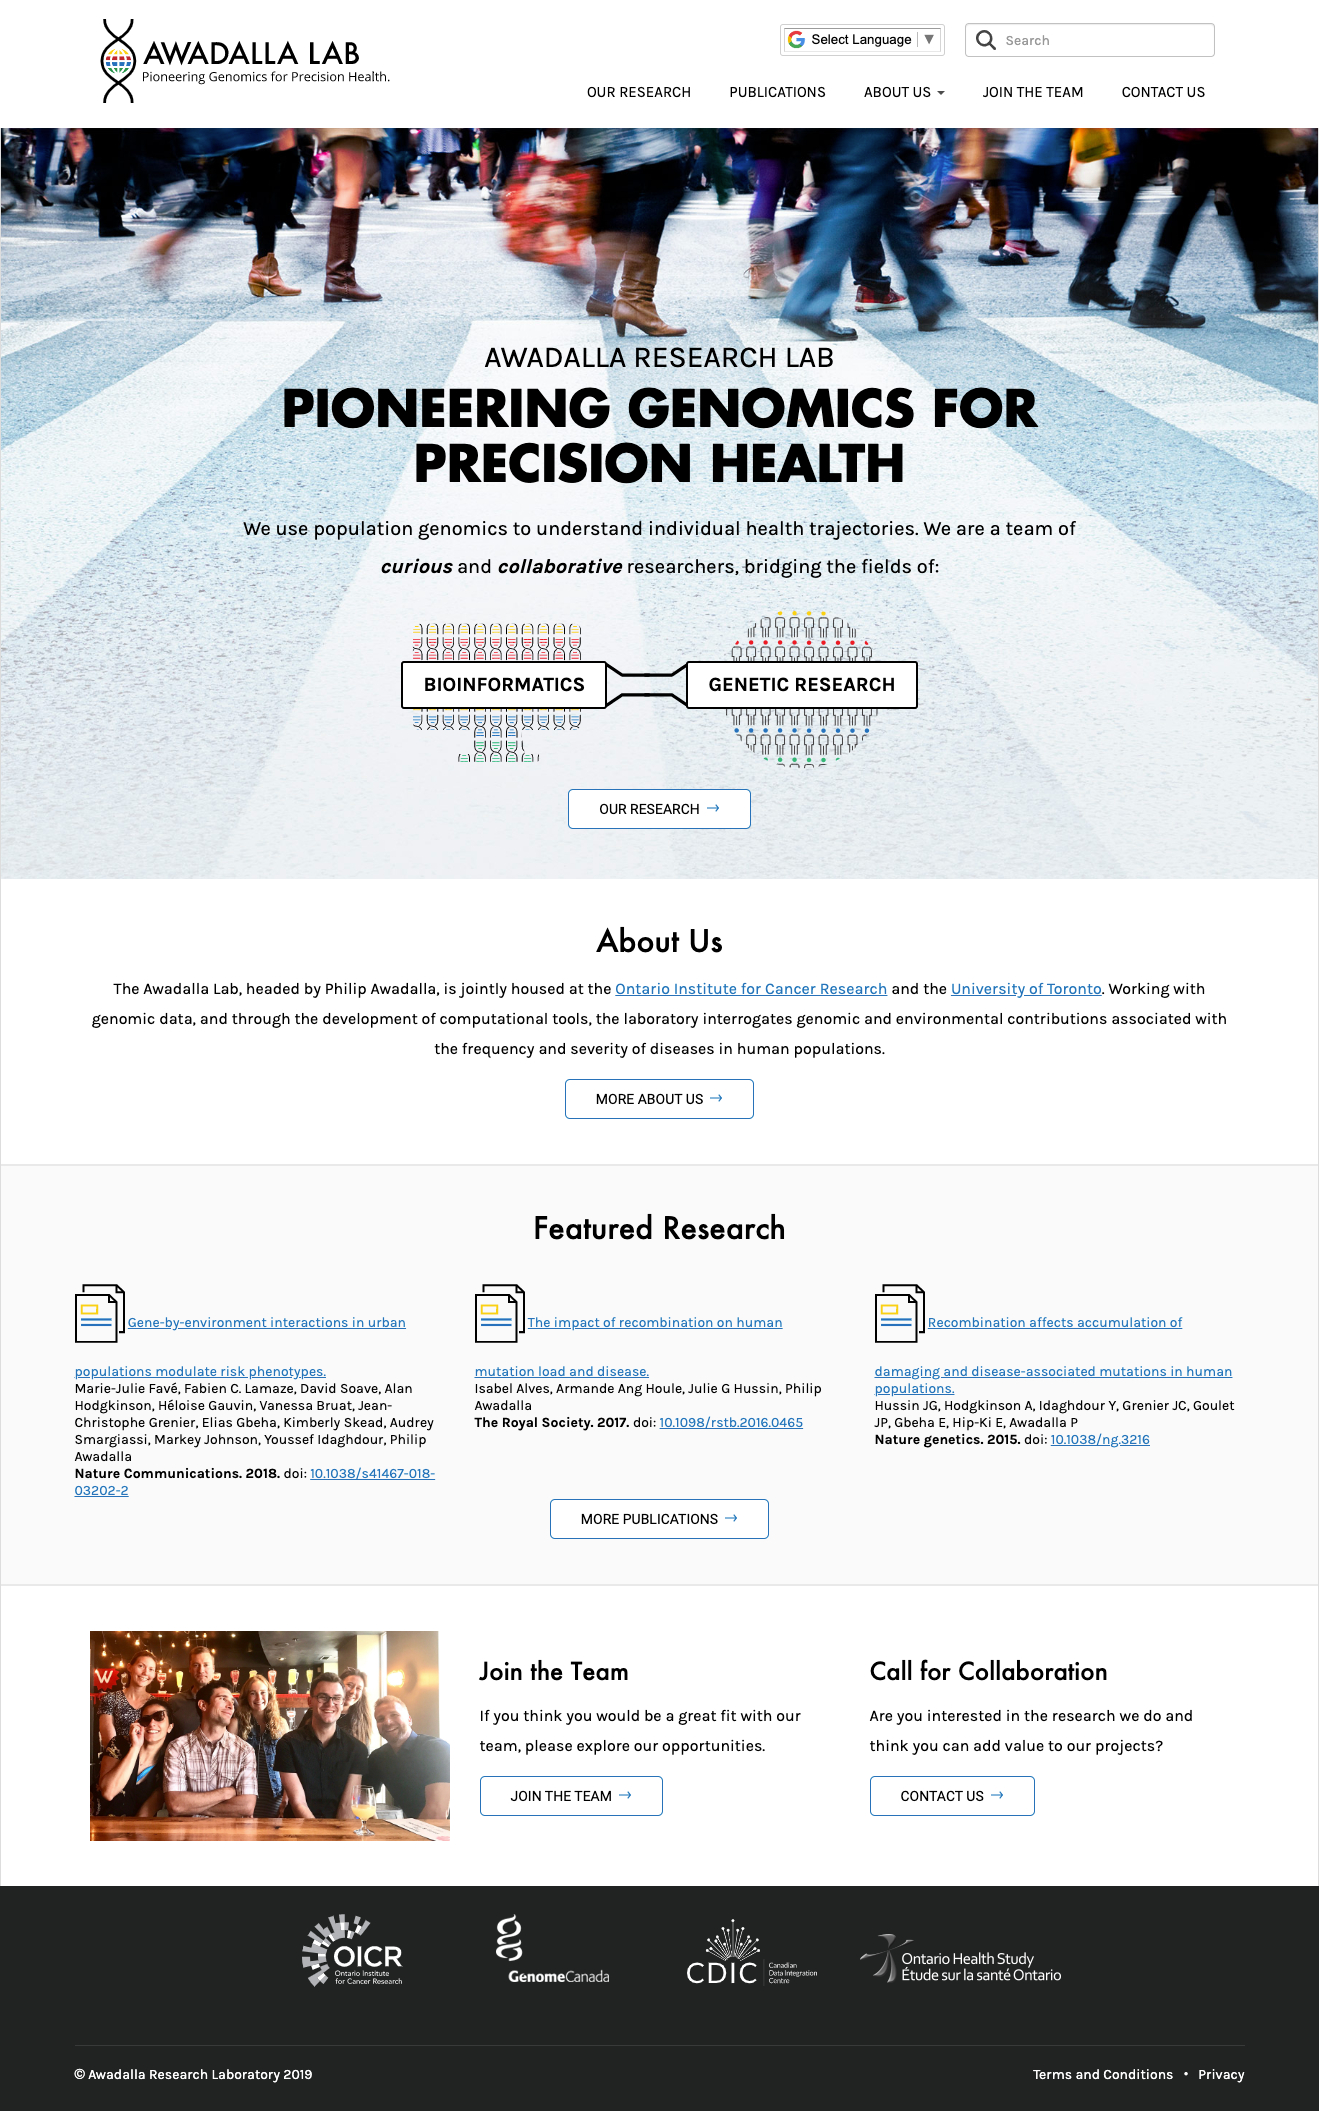 AWADALLA LAB
Pioneering Genomics for Precision Health.
Select Language ▼
Search
OUR RESEARCH
PUBLICATIONS
ABOUT US
JOIN THE TEAM
CONTACT US
AWADALLA RESEARCH LAB
PIONEERING GENOMICS FOR
PRECISION HEALTH
We use population genomics to understand individual health trajectories. We are a team of
curious and collaborative researchers, bridging the fields of:
BIOINFORMATICS
GENETIC RESEARCH
OUR RESEARCH →
About Us
The Awadalla Lab, headed by Philip Awadalla, is jointly housed at the Ontario Institute for Cancer Research and the University of Toronto. Working with
genomic data, and through the development of computational tools, the laboratory interrogates genomic and environmental contributions associated with
the frequency and severity of diseases in human populations.
MORE ABOUT US →
Featured Research
Gene-by-environment interactions in urban
populations modulate risk phenotypes.
Marie-Julie Favé, Fabien C. Lamaze, David Soave, Alan
Hodgkinson, Héloise Gauvin, Vanessa Bruat, Jean-
Christophe Grenier, Elias Gbeha, Kimberly Skead, Audrey
Smargiassi, Markey Johnson, Youssef Idaghdour, Philip
Awadalla
Nature Communications. 2018. doi: 10.1038/s41467-018-
03202-2
The impact of recombination on human
mutation load and disease.
Isabel Alves, Armande Ang Houle, Julie G Hussin, Philip
Awadalla
The Royal Society. 2017. doi: 10.1098/rstb.2016.0465
Recombination affects accumulation of
damaging and disease-associated mutations in human
populations.
Hussin JG, Hodgkinson A, Idaghdour Y, Grenier JC, Goulet
JP, Gbeha E, Hip-Ki E, Awadalla P
Nature genetics. 2015. doi: 10.1038/ng.3216
MORE PUBLICATIONS →
W
Join the Team
If you think you would be a great fit with our
team, please explore our opportunities.
JOIN THE TEAM →
Call for Collaboration
Are you interested in the research we do and
think you can add value to our projects?
CONTACT US →
OICR
Ontario Institute
for Cancer Research
GenomeCanada
CDIC
Canadian
Data Integration
Centre
Ontario Health Study
Étude sur la santé Ontario
© Awadalla Research Laboratory 2019
Terms and Conditions • Privacy